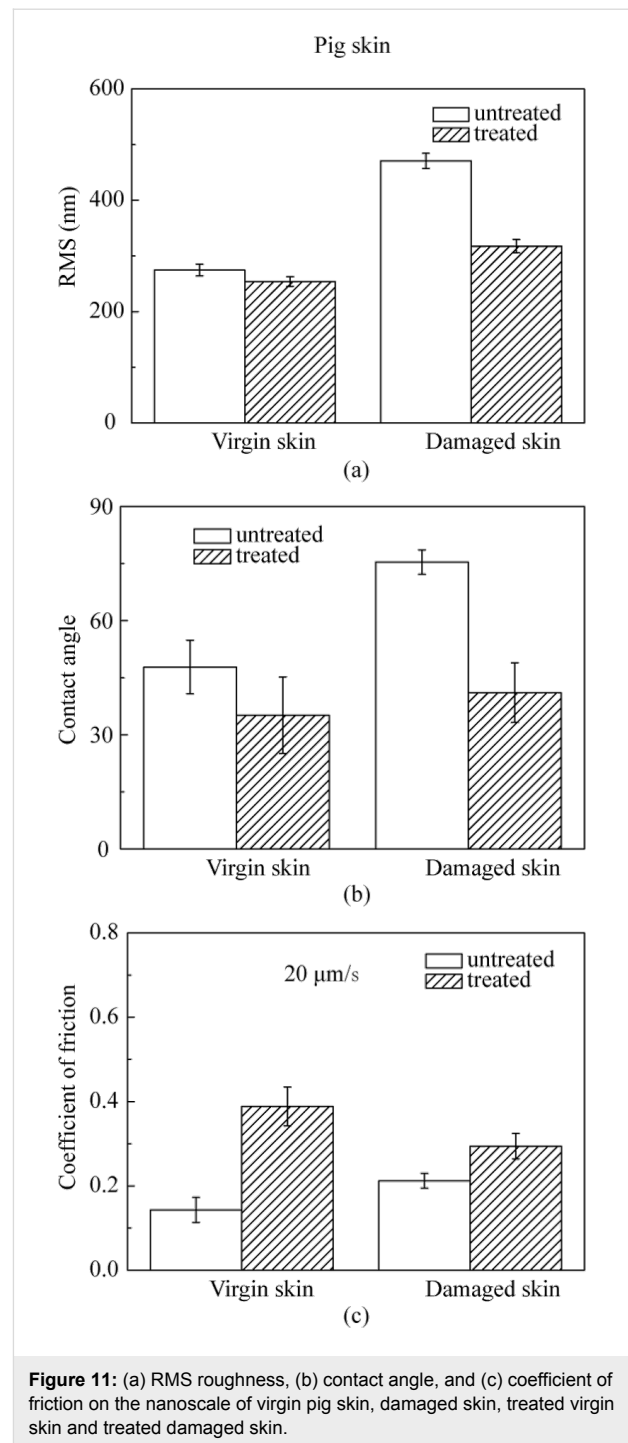 Pig skin
600
untreated
treated
400
RMS (nm)
200
0
Virgin skin
Damaged skin
(a)
90
untreated
treated
60
Contact angle
30
0
Virgin skin
Damaged skin
(b)
0.8
20 μm/s
untreated
treated
0.6
Coefficient of friction
0.4
0.2
0.0
Virgin skin
Damaged skin
(c)
Figure 11: (a) RMS roughness, (b) contact angle, and (c) coefficient of
friction on the nanoscale of virgin pig skin, damaged skin, treated virgin
skin and treated damaged skin.